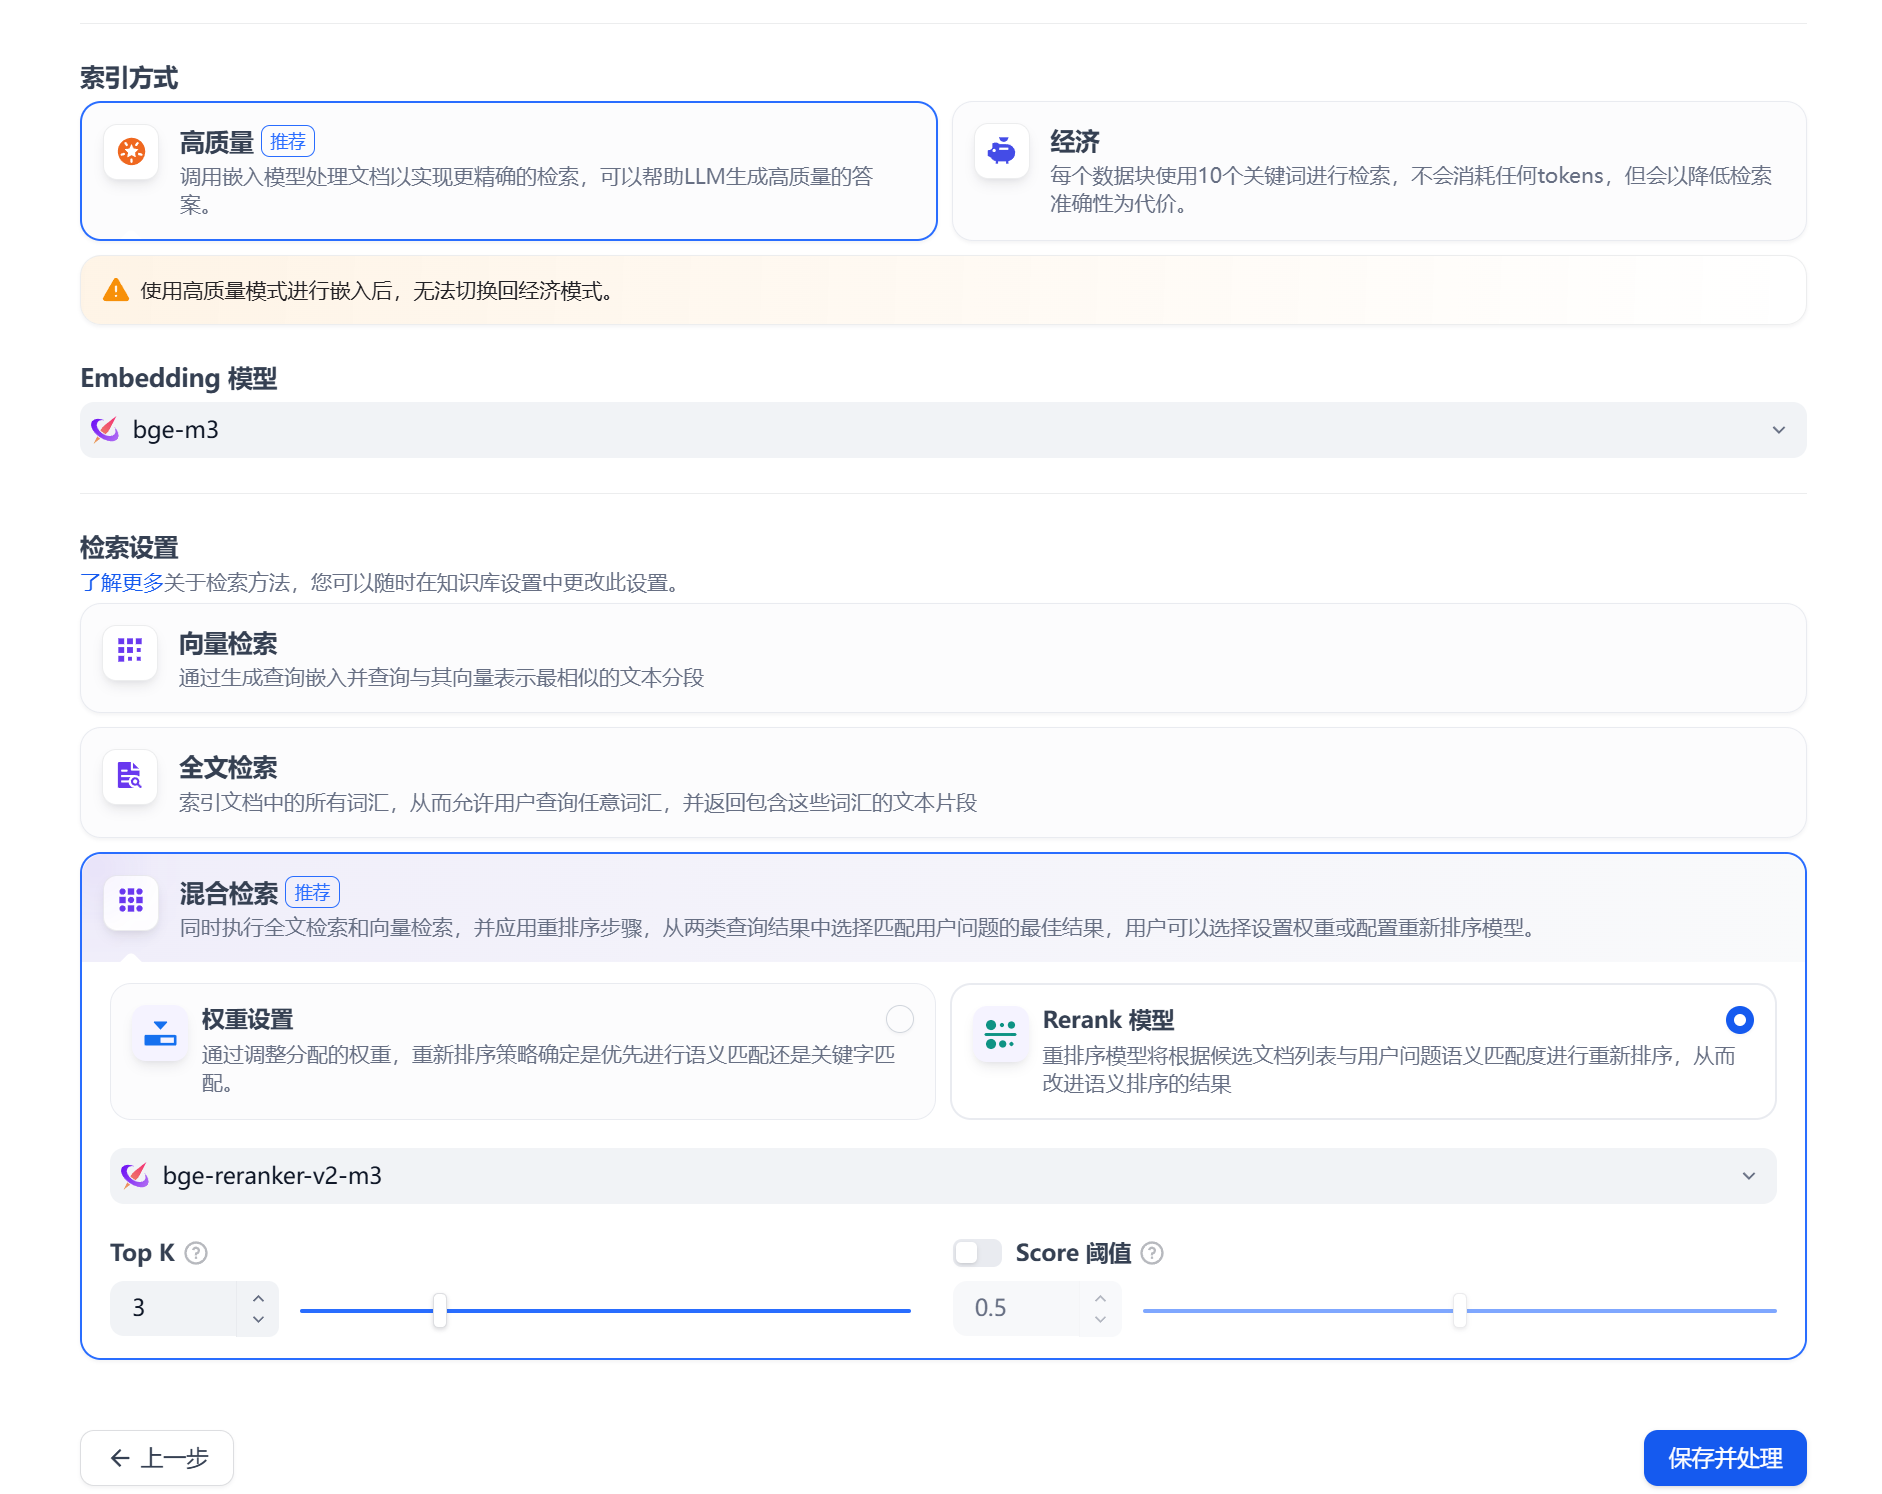 索引方式
高质量 推荐
调用嵌入模型处理文档以实现更精确的检索，可以帮助LLM生成高质量的答
案。
经济
每个数据块使用10个关键词进行检索，不会消耗任何tokens，但会以降低检索
准确性为代价。
使用高质量模式进行嵌入后，无法切换回经济模式。
Embedding 模型
bge-m3
检索设置
了解更多关于检索方法，您可以随时在知识库设置中更改此设置。
向量检索
通过生成查询嵌入并查询与其向量表示最相似的文本分段
全文检索
索引文档中的所有词汇，从而允许用户查询任意词汇，并返回包含这些词汇的文本片段
混合检索 推荐
同时执行全文检索和向量检索，并应用重排序步骤，从两类查询结果中选择匹配用户问题的最佳结果，用户可以选择设置权重或配置重新排序模型。
权重设置
通过调整分配的权重，重新排序策略确定是优先进行语义匹配还是关键字匹
配。
Rerank 模型
重排序模型将根据候选文档列表与用户问题语义匹配度进行重新排序，从而
改进语义排序的结果
bge-reranker-v2-m3
Top K ?
3
Score 阈值 ?
0.5
← 上一步
保存并处理